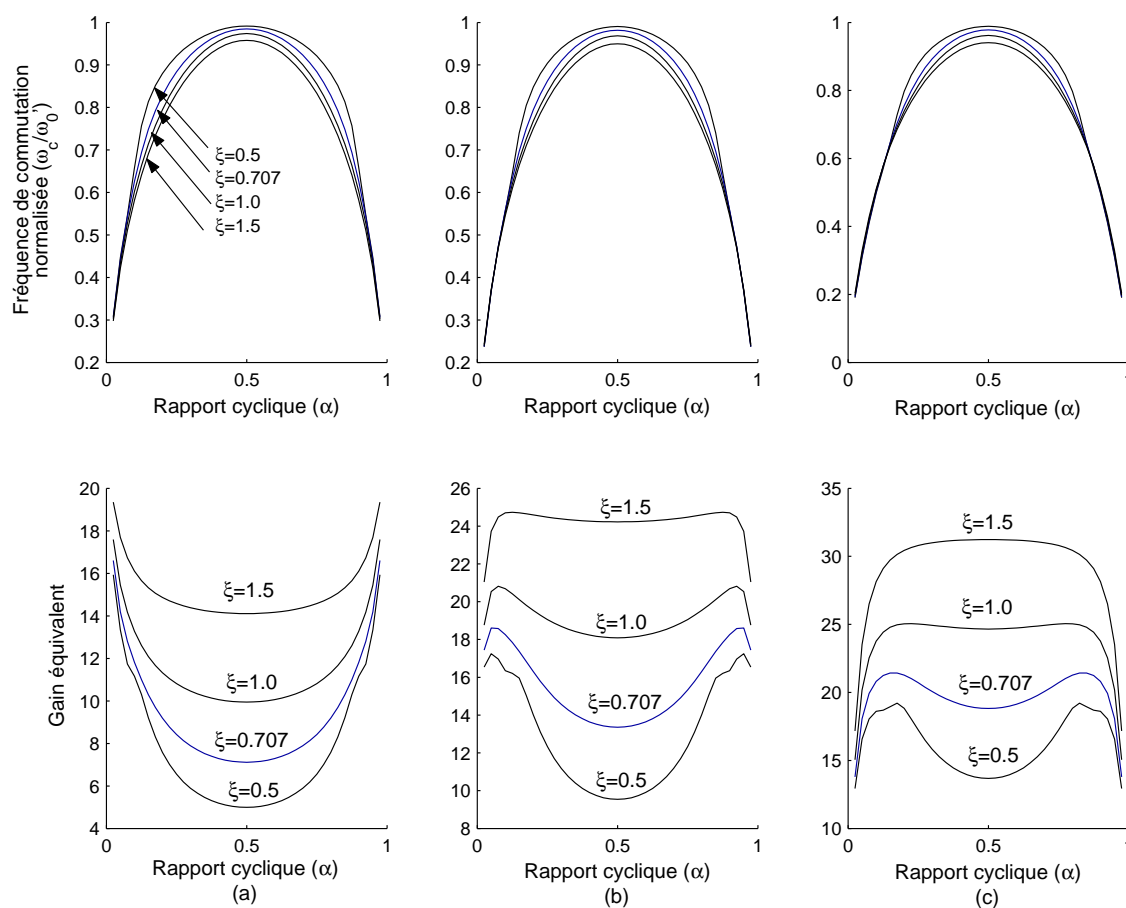 Fréquence de commutation
normalisée (ω_c/ω_0')
1
0.9
0.8
0.7
0.6
0.5
0.4
0.3
0.2
ξ=0.5
ξ=0.707
ξ=1.0
ξ=1.5
0
0.5
1
Rapport cyclique (α)
1
0.9
0.8
0.7
0.6
0.5
0.4
0.3
0.2
0
0.5
1
Rapport cyclique (α)
1
0.8
0.6
0.4
0.2
0
0
0.5
1
Rapport cyclique (α)
Gain équivalent
20
18
16
14
12
10
8
6
4
ξ=1.5
ξ=1.0
ξ=0.707
ξ=0.5
0
0.5
1
Rapport cyclique (α)
(a)
26
24
22
20
18
16
14
12
10
8
ξ=1.5
ξ=1.0
ξ=0.707
ξ=0.5
0
0.5
1
Rapport cyclique (α)
(b)
35
30
25
20
15
10
ξ=1.5
ξ=1.0
ξ=0.707
ξ=0.5
0
0.5
1
Rapport cyclique (α)
(c)